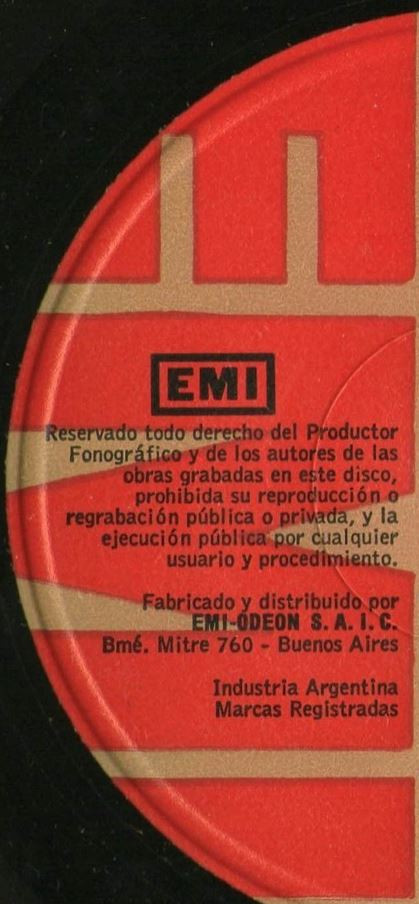 EMI
Reservado todo derecho del Productor
Fonográfico y de los autores de las
obras grabadas en este disco,
prohibida su reproducción o
regrabación pública o privada, y la
ejecución pública por cualquier
usuario y procedimiento.
Fabricado y distribuido por
EMI-ODEON S. A. I. C.
Bmé. Mitre 760 - Buenos Aires
Industria Argentina
Marcas Registradas